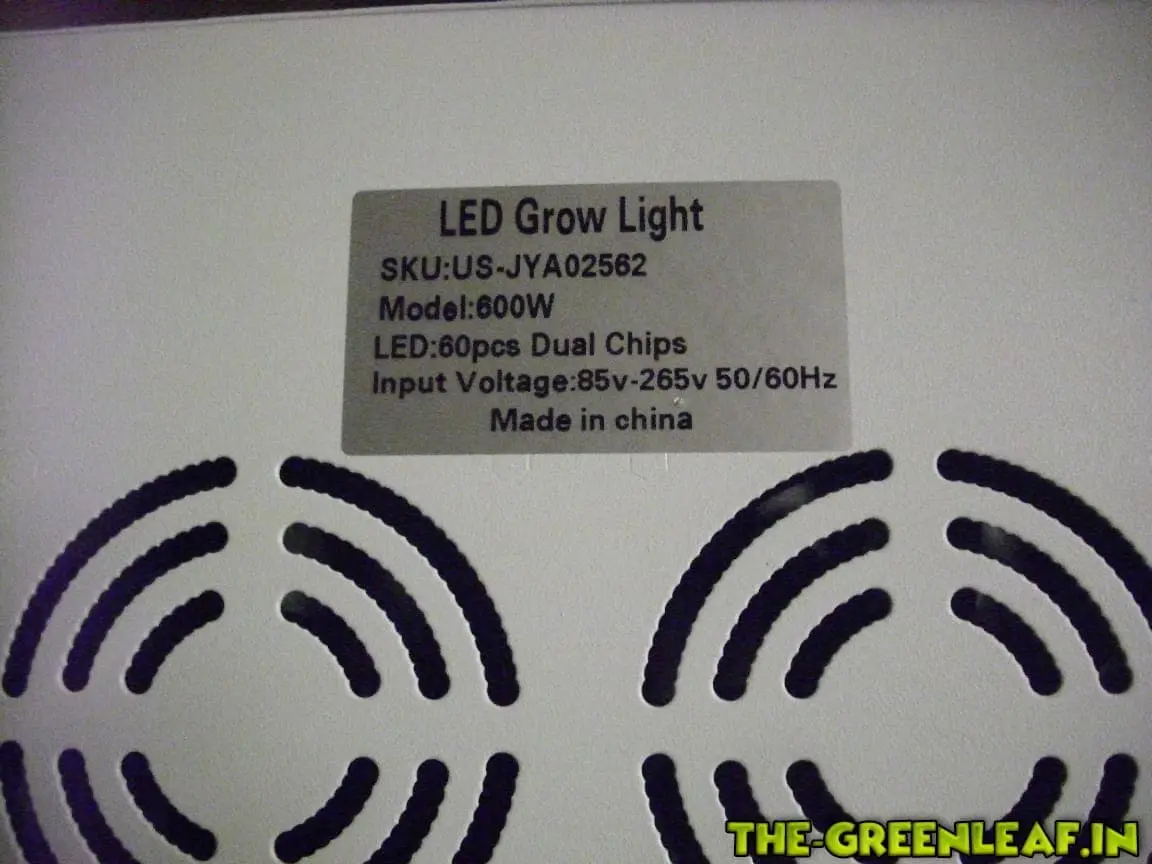 LED Grow Light
SKU:US-JYA02562
Model:600W
LED:60pcs Dual Chips
Input Voltage:85v-265v 50/60Hz
Made in china
THE-GREENLEAF.IN